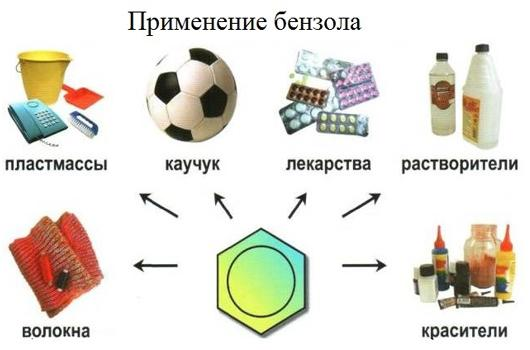 Применение бензола
пластмассы
каучук
лекарства
растворители
волокна
красители